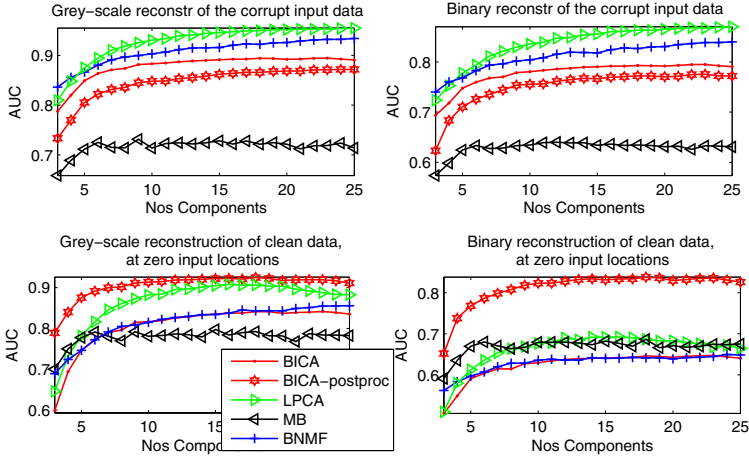 Grey−scale reconstr of the corrupt input data
0.9
0.8
0.7
AUC
5
10
15
20
25
Nos Components
Binary reconstr of the corrupt input data
0.8
0.7
0.6
AUC
5
10
15
20
25
Nos Components
Grey−scale reconstruction of clean data,
at zero input locations
0.9
0.8
0.7
0.6
AUC
5
10
Nos Compon
BICA
BICA−postproc
LPCA
MB
BNMF
Binary reconstruction of clean data,
at zero input locations
0.8
0.7
0.6
AUC
5
10
15
20
25
Nos Components